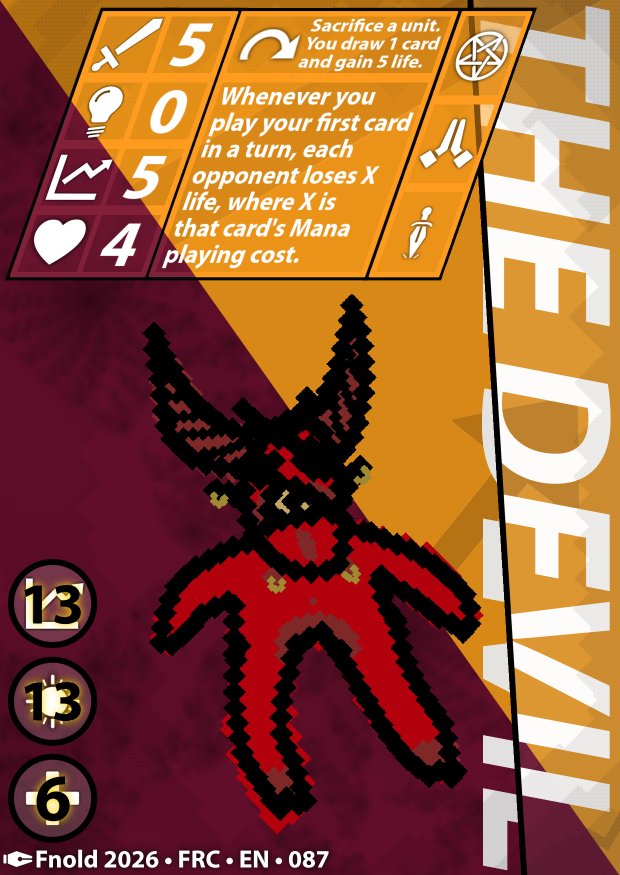 5
0
5
4
Sacrifice a unit.
You draw 1 card
and gain 5 life.
Whenever you
play your first card
in a turn, each
opponent loses X
life, where X is
that card's Mana
playing cost.
THE DEVIL
13
13
6
Fnold 2026 • FRC • EN • 087